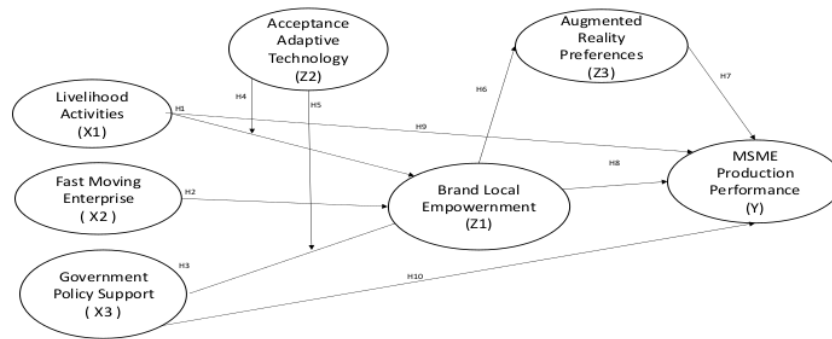 Acceptance
Adaptive
Technology
(Z2)
Augmented
Reality
Preferences
(Z3)
H4
H5
H6
H7
Livelihood
Activities
(X1)
H1
H9
Fast Moving
Enterprise
( X2 )
H2
Brand Local
Empowernment
(Z1)
H8
MSME
Production
Performance
(Y)
Government
Policy Support
( X3 )
H3
H10